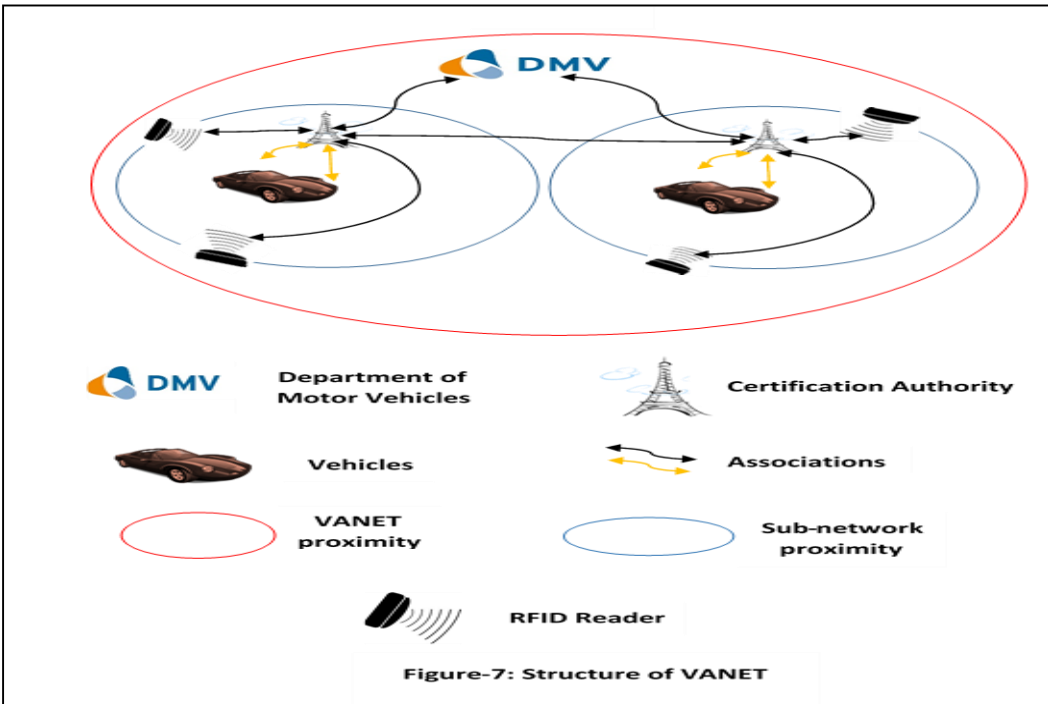 DMV
DMV
Department of
Motor Vehicles
Certification Authority
Vehicles
Associations
VANET
proximity
Sub-network
proximity
RFID Reader
Figure-7: Structure of VANET